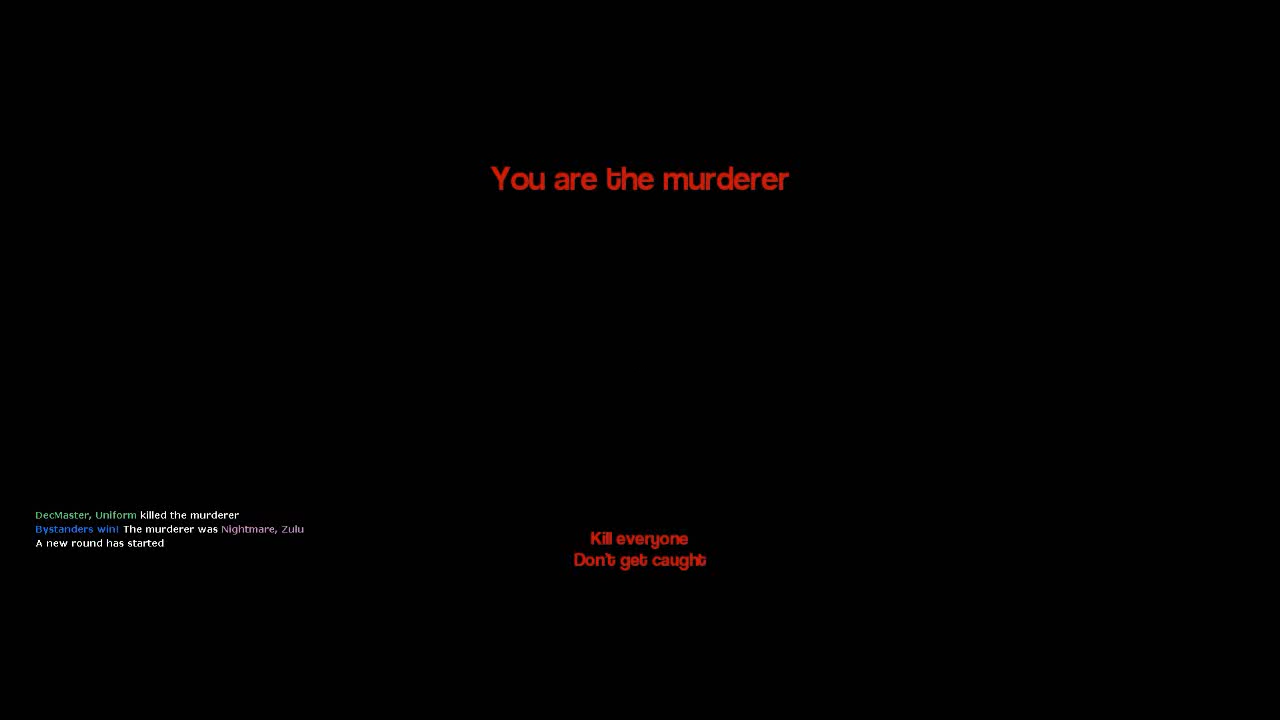 You are the murderer
DecMaster, Uniform killed the murderer
Bystanders win! The murderer was Nightmare, Zulu
A new round has started
Kill everyone
Don't get caught